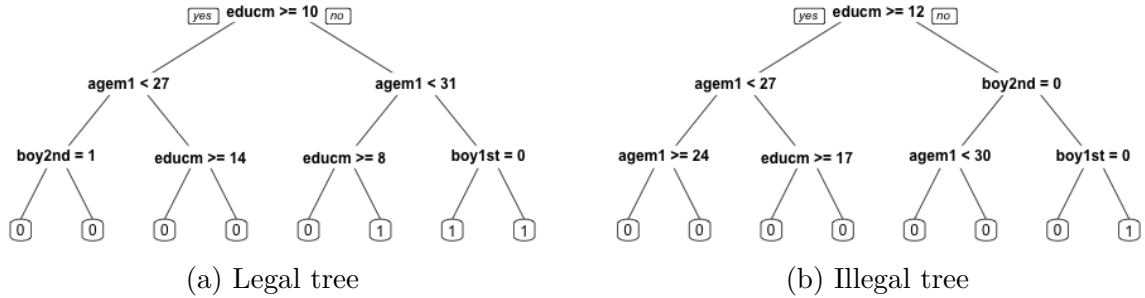 yes educm >= 10 no
agem1 < 27 agem1 < 31
boy2nd = 1 educm >= 14 educm >= 8 boy1st = 0
0 0 0 0 0 1 1 1
(a) Legal tree
yes educm >= 12 no
agem1 < 27 boy2nd = 0
agem1 >= 24 educm >= 17 agem1 < 30 boy1st = 0
0 0 0 0 0 0 0 1
(b) Illegal tree